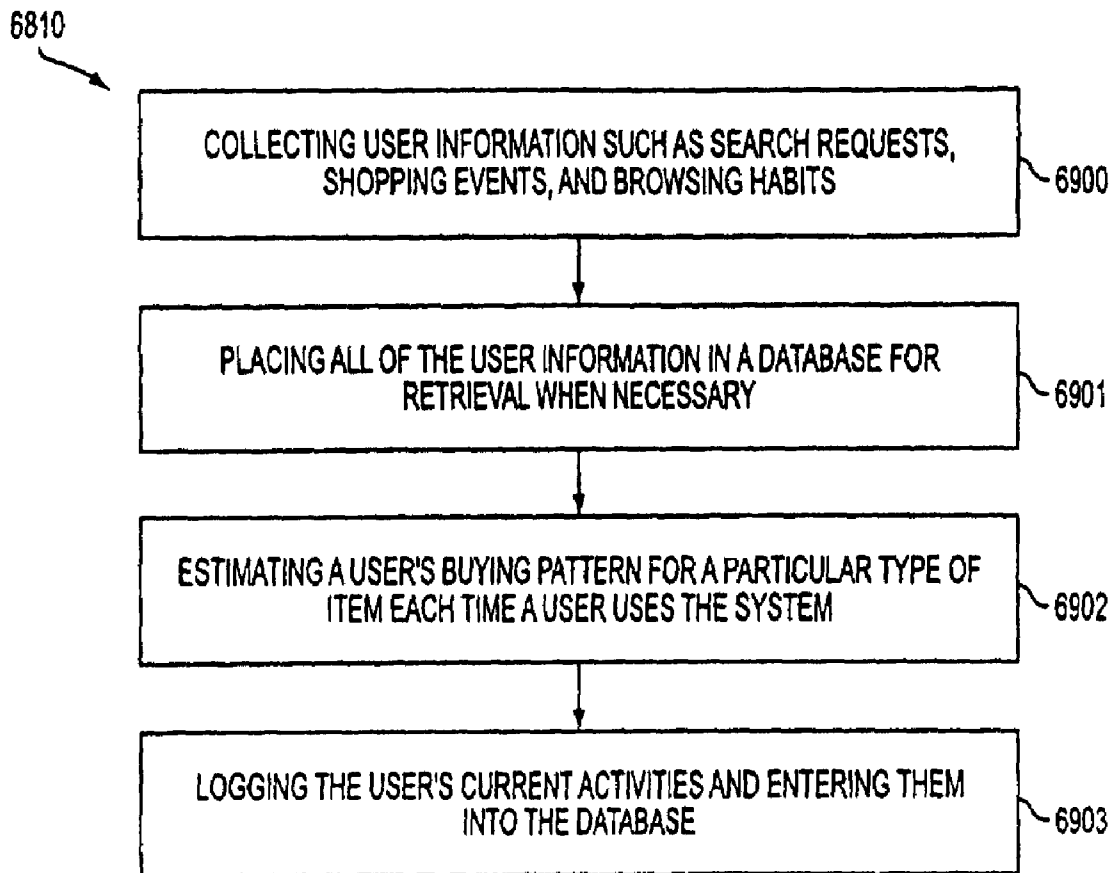 6810
COLLECTING USER INFORMATION SUCH AS SEARCH REQUESTS,
SHOPPING EVENTS, AND BROWSING HABITS
6900
PLACING ALL OF THE USER INFORMATION IN A DATABASE FOR
RETRIEVAL WHEN NECESSARY
6901
ESTIMATING A USER'S BUYING PATTERN FOR A PARTICULAR TYPE OF
ITEM EACH TIME A USER USES THE SYSTEM
6902
LOGGING THE USER'S CURRENT ACTIVITIES AND ENTERING THEM
INTO THE DATABASE
6903